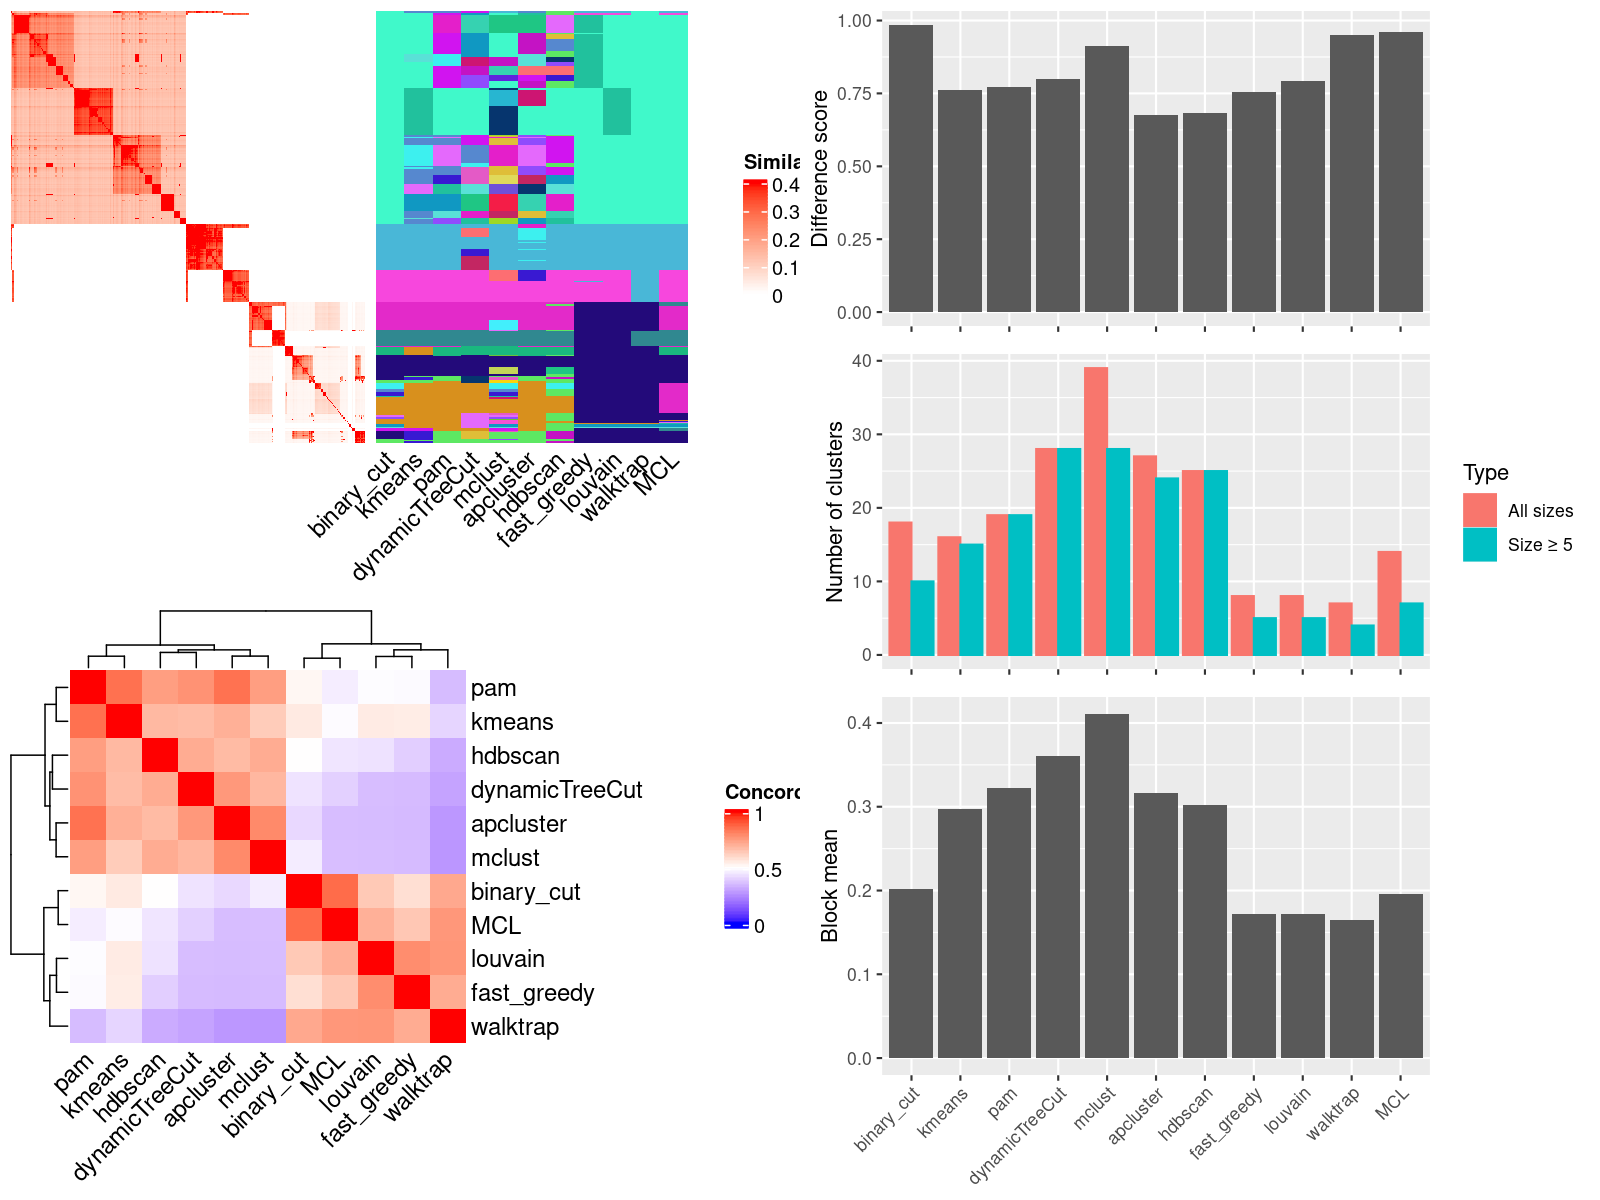 Simila
0.4
0.3
0.2
0.1
0
binary_cut
kmeans
pam
dynamicTreeCut
mclust
apcluster
hdbscan
fast_greedy
louvain
walktrap
MCL
pam
kmeans
hdbscan
dynamicTreeCut
apcluster
mclust
binary_cut
MCL
louvain
fast_greedy
walktrap
pam
kmeans
hdbscan
dynamicTreeCut
apcluster
mclust
binary_cut
MCL
louvain
fast_greedy
walktrap
Concord
1
0.5
0
Difference score
1.00
0.75
0.50
0.25
0.00
Number of clusters
40
30
20
10
0
Type
All sizes
Size ≥ 5
Block mean
0.4
0.3
0.2
0.1
0.0
binary_cut
kmeans
pam
dynamicTreeCut
mclust
apcluster
hdbscan
fast_greedy
louvain
walktrap
MCL